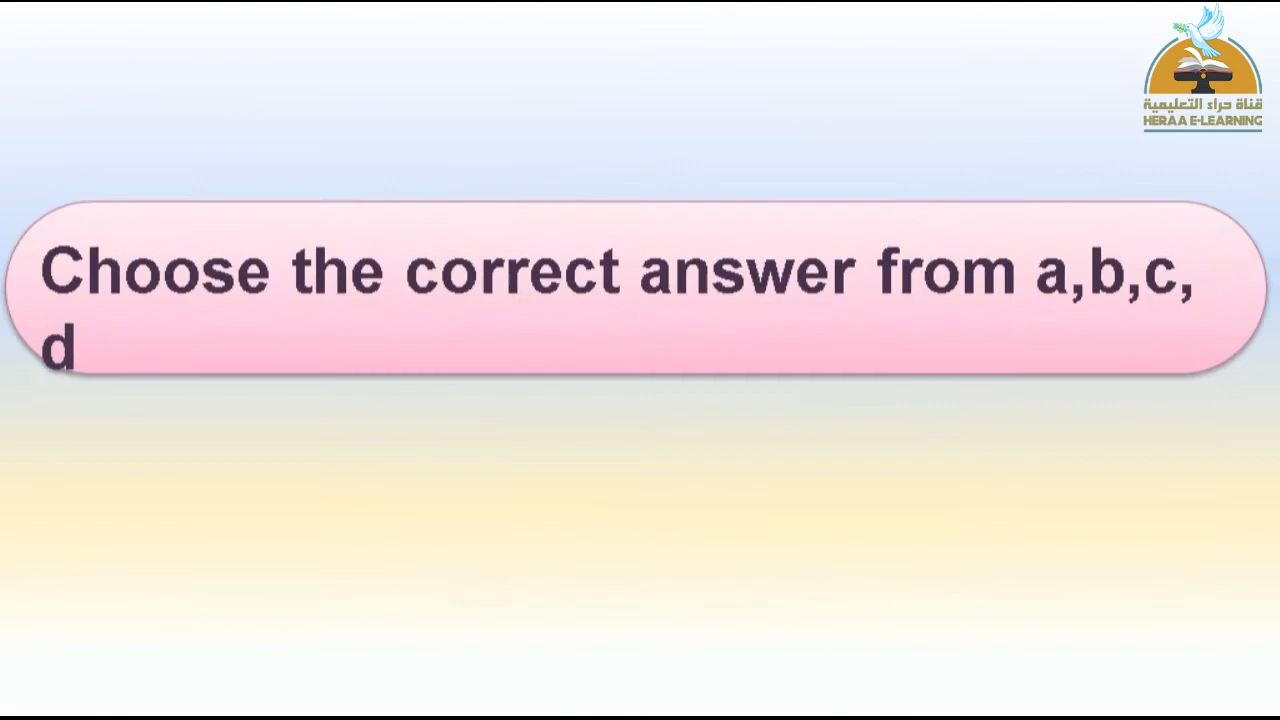 قناة حراء التعليمية
HERAA E-LEARNING
Choose the correct answer from a,b,c,
d